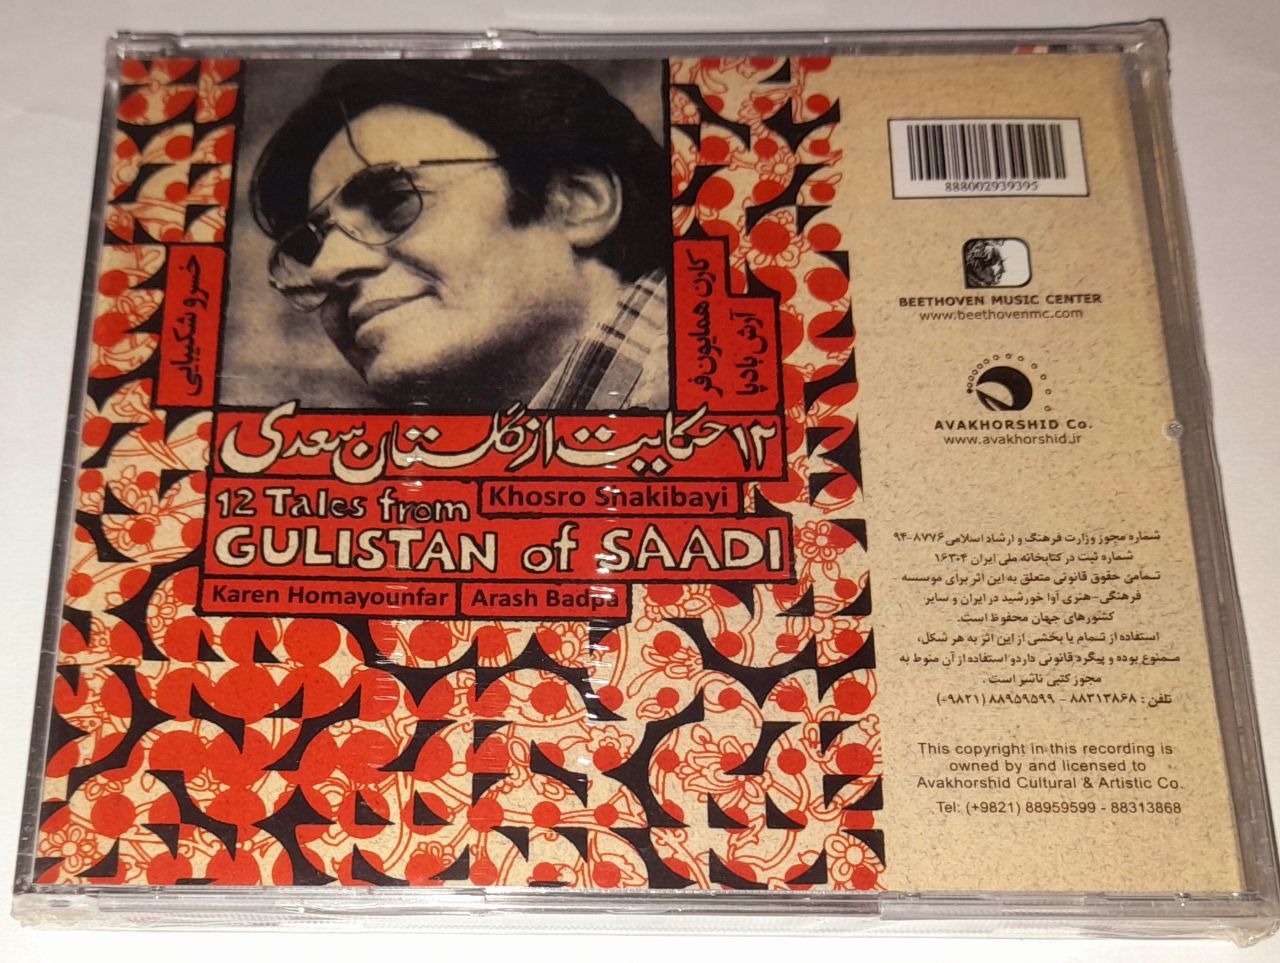 خسرو شکیبایی
کارن همایون‌فر
آرش بادپا
۱۲ حکایت از گلستان سعدی
12 Tales from
Khosro Shakibayi
GULISTAN of SAADI
Karen Homayounfar
Arash Badpa
888002939395
BEETHOVEN MUSIC CENTER
www.beethovenmc.com
AVAKHORSHID Co.
www.avakhorshid.ir
شماره مجوز وزارت فرهنگ و ارشاد اسلامی ۸۷۷۶-۹۴
شماره ثبت در کتابخانه ملی ایران ۱۶۳۰۴
تمامی حقوق قانونی متعلق به این اثر برای موسسه
فرهنگی-هنری آوا خورشید در ایران و سایر
کشورهای جهان محفوظ است.
استفاده از تمام یا بخشی از این اثر به هر شکل،
ممنوع بوده و پیگرد قانونی دارد و استفاده از آن منوط به
مجوز کتبی ناشر است.
تلفن : ۸۸۳۱۳۸۶۸ - ۸۸۹۵۹۵۹۹ (۹۸۲۱+)
This copyright in this recording is
owned by and licensed to
Avakhorshid Cultural & Artistic Co.
Tel: (+9821) 88959599 - 88313868